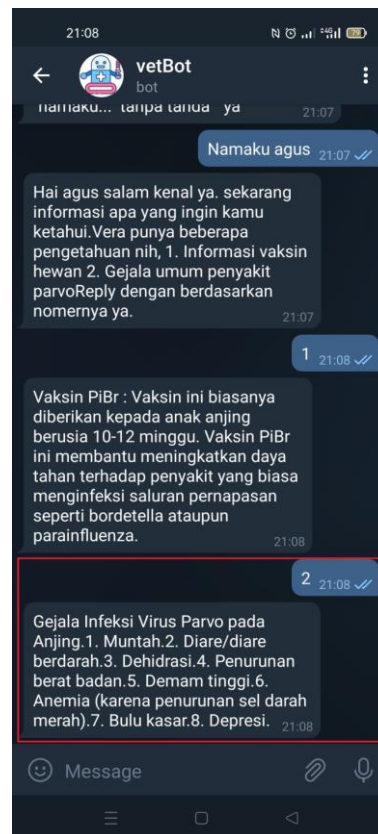 21:08
vetBot
bot
namaku... tanpa tanda ya
21:07
Namaku agus 21:07
Hai agus salam kenal ya. sekarang
informasi apa yang ingin kamu
ketahui.Vera punya beberapa
pengetahuan nih, 1. Informasi vaksin
hewan 2. Gejala umum penyakit
parvoReply dengan berdasarkan
nomernya ya.
21:07
1 21:08
Vaksin PiBr : Vaksin ini biasanya
diberikan kepada anak anjing
berusia 10-12 minggu. Vaksin PiBr
ini membantu meningkatkan daya
tahan terhadap penyakit yang biasa
menginfeksi saluran pernapasan
seperti bordetella ataupun
parainfluenza.
21:08
2 21:08
Gejala Infeksi Virus Parvo pada
Anjing.1. Muntah.2. Diare/diare
berdarah.3. Dehidrasi.4. Penurunan
berat badan.5. Demam tinggi.6.
Anemia (karena penurunan sel darah
merah).7. Bulu kasar.8. Depresi. 21:08
Message